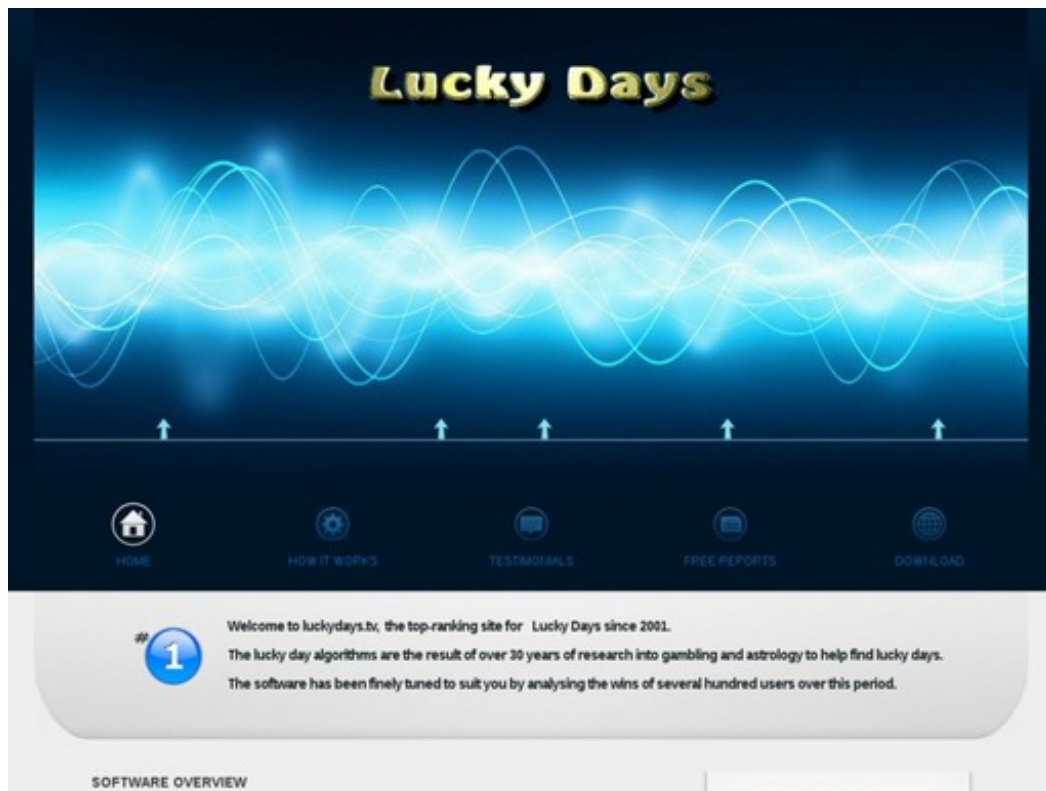 Lucky Days
HOME HOW IT WORKS TESTIMONIALS FREE REPORTS DOWNLOAD
#1
Welcome to luckydays.tv, the top-ranking site for Lucky Days since 2001.
The lucky day algorithms are the result of over 30 years of research into gambling and astrology to help find lucky days.
The software has been finely tuned to suit you by analysing the wins of several hundred users over this period.
SOFTWARE OVERVIEW